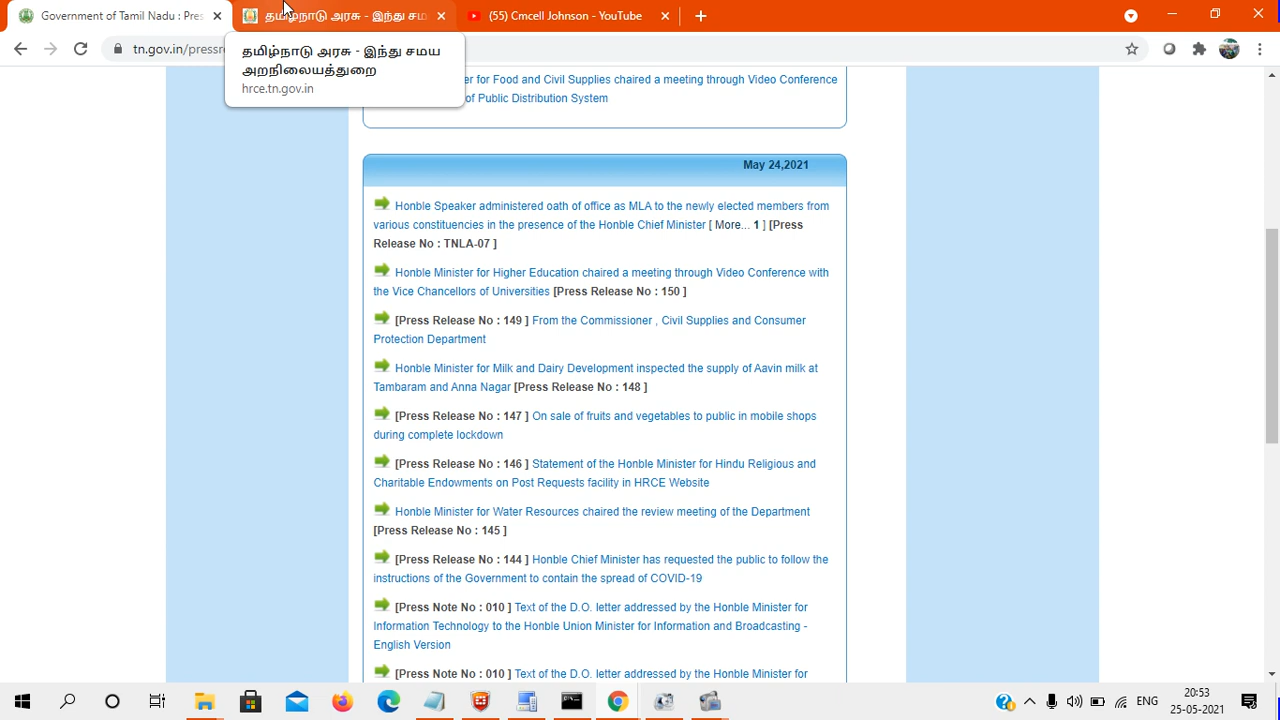 Government of Tamil Nadu : Pres
தமிழ்நாடு அரசு - இந்து சம
(55) Cmcell Johnson - YouTube
tn.gov.in/pressr
தமிழ்நாடு அரசு - இந்து சமய
அறநிலையத்துறை
hrce.tn.gov.in
er for Food and Civil Supplies chaired a meeting through Video Conference
of Public Distribution System
May 24,2021
Honble Speaker administered oath of office as MLA to the newly elected members from
various constituencies in the presence of the Honble Chief Minister [ More... 1 ] [Press
Release No : TNLA-07 ]
Honble Minister for Higher Education chaired a meeting through Video Conference with
the Vice Chancellors of Universities [Press Release No : 150 ]
[Press Release No : 149 ] From the Commissioner , Civil Supplies and Consumer
Protection Department
Honble Minister for Milk and Dairy Development inspected the supply of Aavin milk at
Tambaram and Anna Nagar [Press Release No : 148 ]
[Press Release No : 147 ] On sale of fruits and vegetables to public in mobile shops
during complete lockdown
[Press Release No : 146 ] Statement of the Honble Minister for Hindu Religious and
Charitable Endowments on Post Requests facility in HRCE Website
Honble Minister for Water Resources chaired the review meeting of the Department
[Press Release No : 145 ]
[Press Release No : 144 ] Honble Chief Minister has requested the public to follow the
instructions of the Government to contain the spread of COVID-19
[Press Note No : 010 ] Text of the D.O. letter addressed by the Honble Minister for
Information Technology to the Honble Union Minister for Information and Broadcasting -
English Version
[Press Note No : 010 ] Text of the D.O. letter addressed by the Honble Minister for
ENG
20:53
25-05-2021